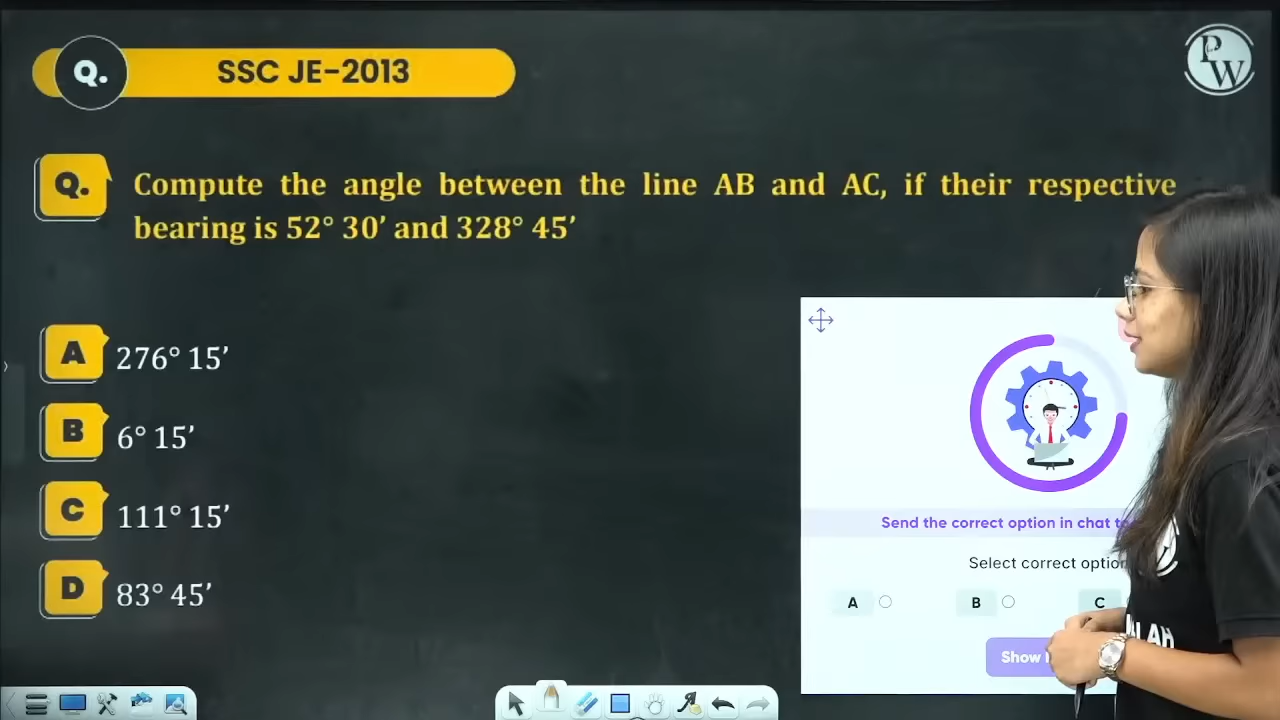 Q.
SSC JE-2013
PW
Q.
Compute the angle between the line AB and AC, if their respective
bearing is 52° 30’ and 328° 45’
A
276° 15’
B
6° 15’
C
111° 15’
D
83° 45’
Send the correct option in chat
Select correct
A
B
C
Show